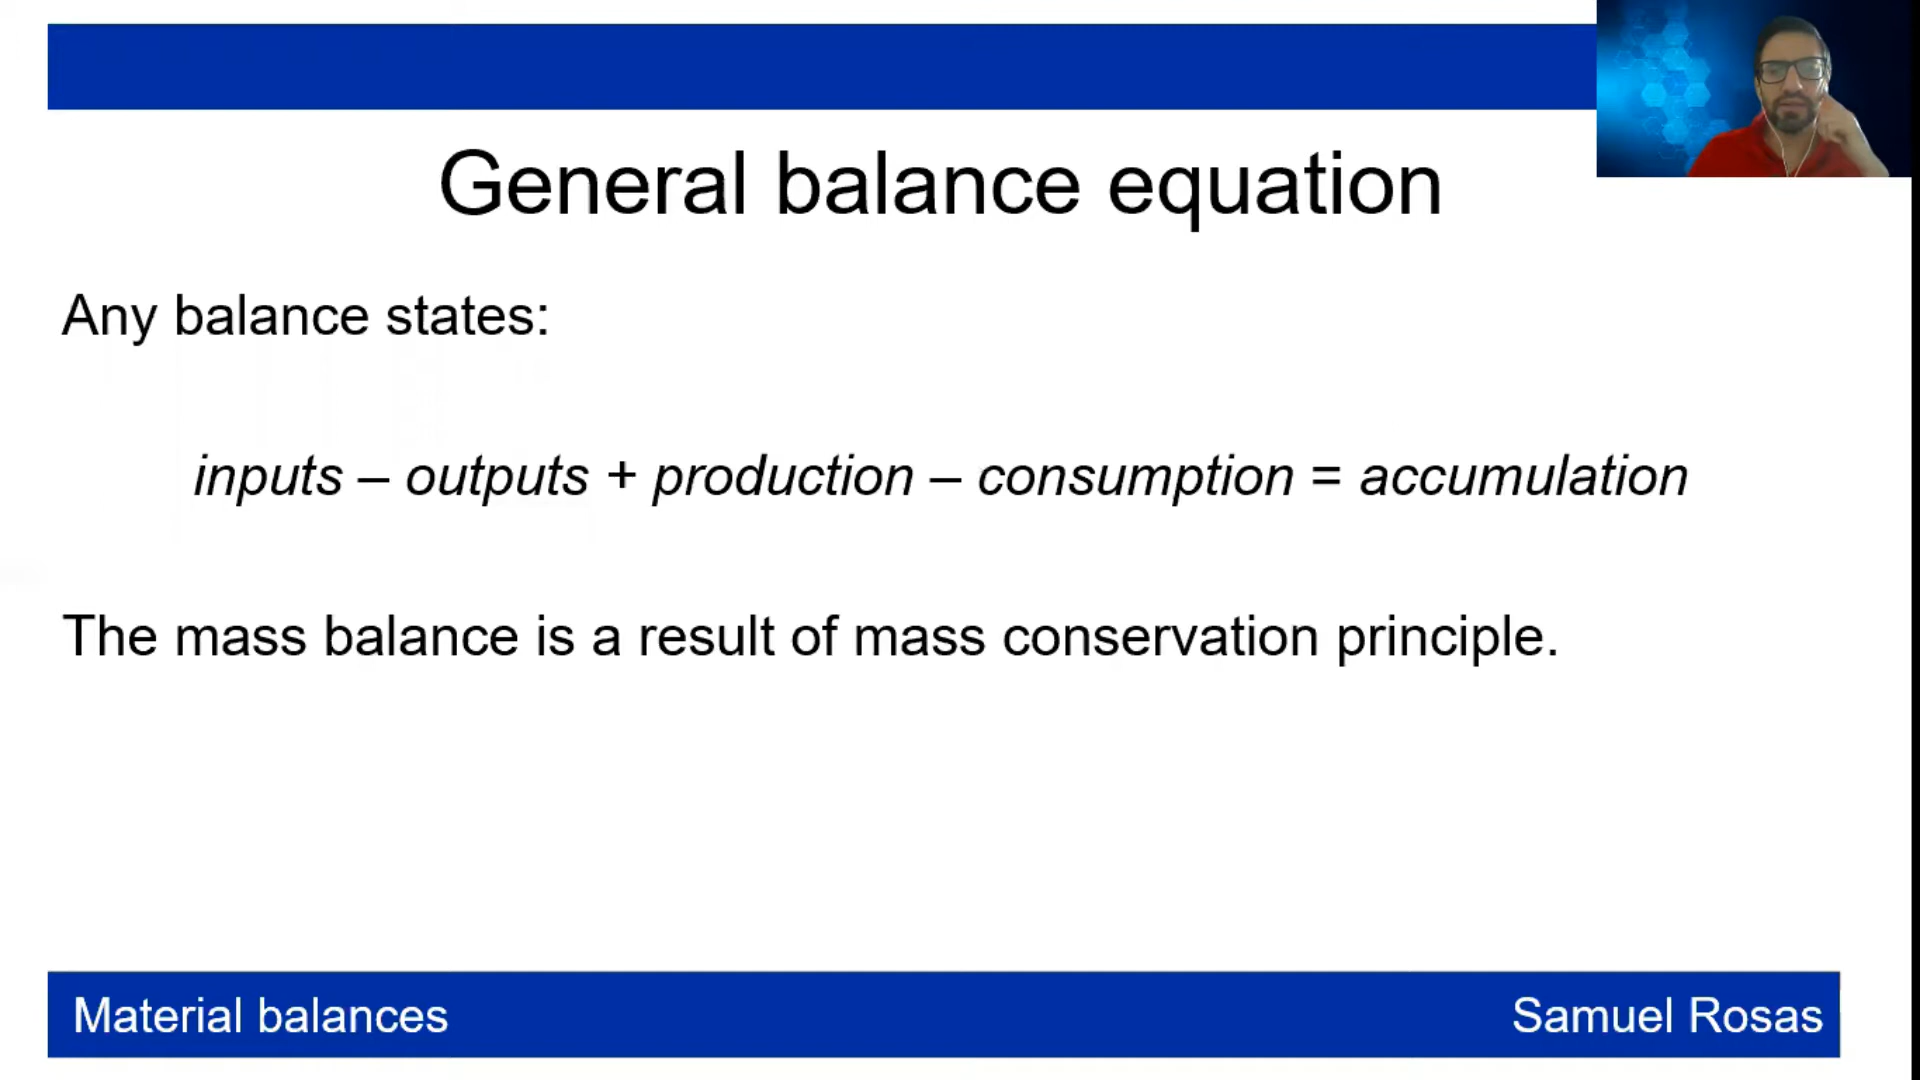 General balance equation
Any balance states:
inputs – outputs + production – consumption = accumulation
The mass balance is a result of mass conservation principle.
Material balances
Samuel Rosas